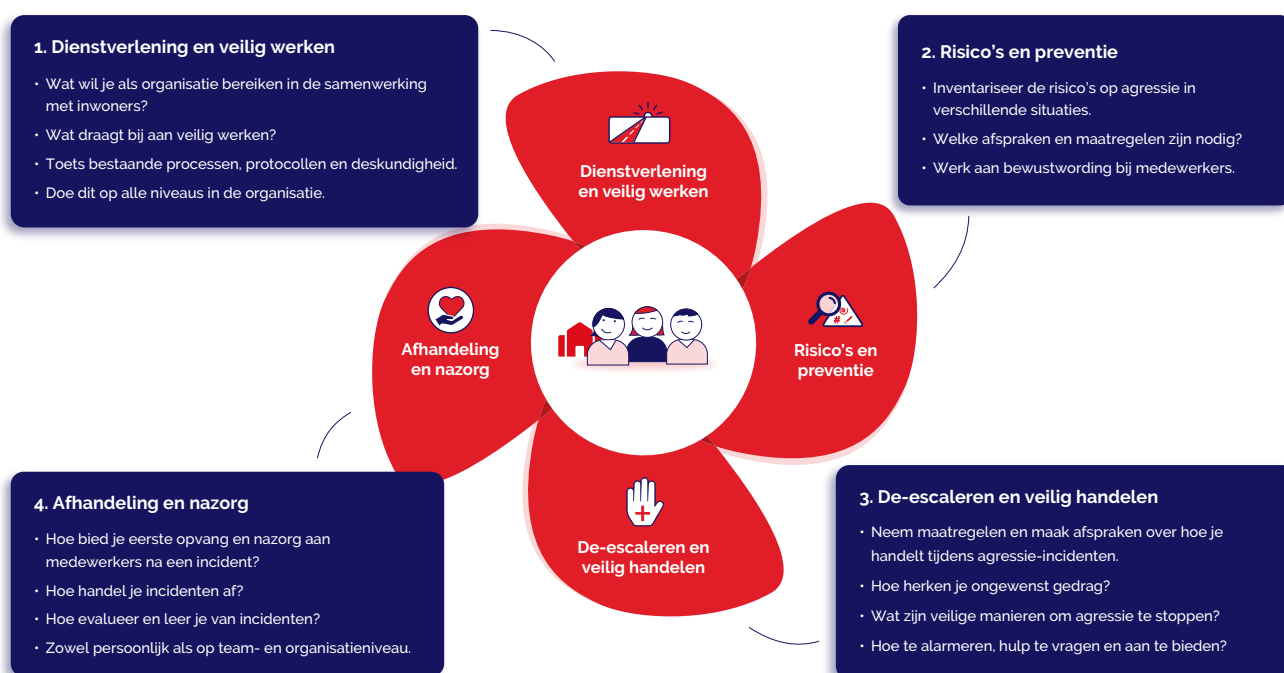 1. Dienstverlening en veilig werken
• Wat wil je als organisatie bereiken in de samenwerking
met inwoners?
• Wat draagt bij aan veilig werken?
• Toets bestaande processen, protocollen en deskundigheid.
• Doe dit op alle niveaus in de organisatie.
2. Risico's en preventie
• Inventariseer de risico's op agressie in
verschillende situaties.
• Welke afspraken en maatregelen zijn nodig?
• Werk aan bewustwording bij medewerkers.
Dienstverlening
en veilig werken
Afhandeling
en nazorg
Risico's en
preventie
De-escaleren en
veilig handelen
4. Afhandeling en nazorg
• Hoe bied je eerste opvang en nazorg aan
medewerkers na een incident?
• Hoe handel je incidenten af?
• Hoe evalueer en leer je van incidenten?
• Zowel persoonlijk als op team- en organisatieniveau.
3. De-escaleren en veilig handelen
• Neem maatregelen en maak afspraken over hoe je
handelt tijdens agressie-incidenten.
• Hoe herken je ongewenst gedrag?
• Wat zijn veilige manieren om agressie te stoppen?
• Hoe te alarmeren, hulp te vragen en aan te bieden?